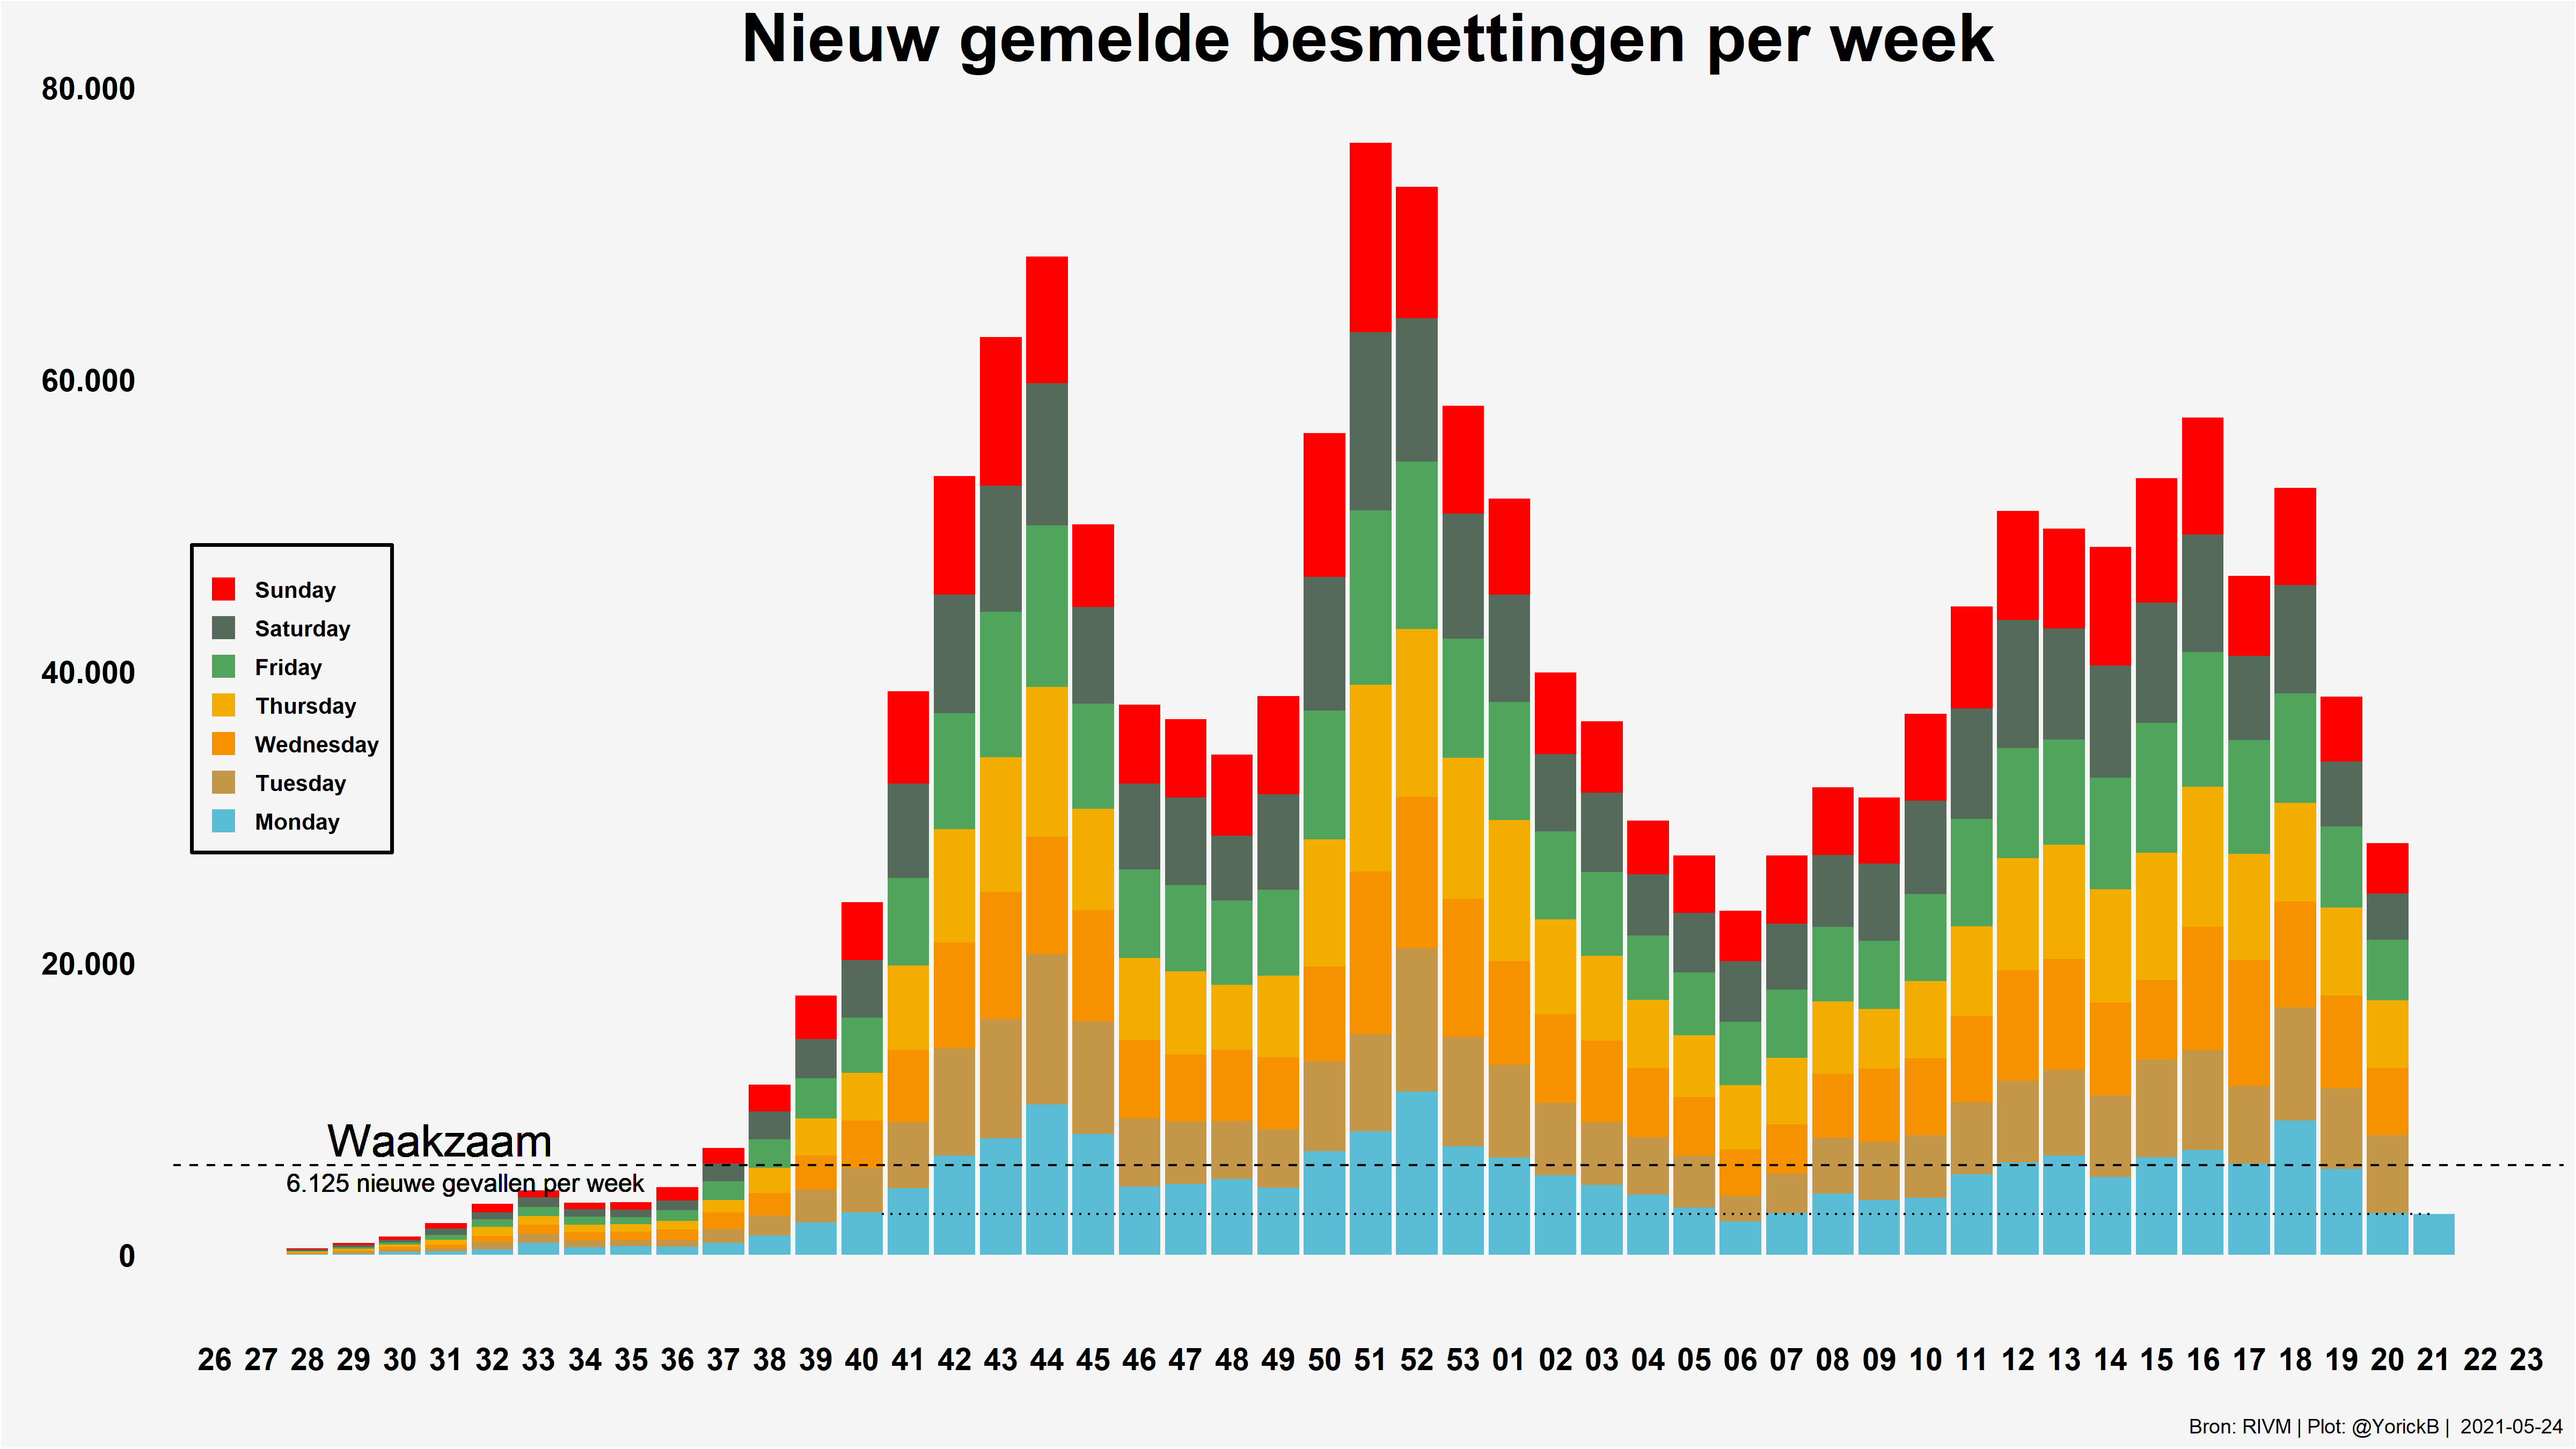 Nieuw gemelde besmettingen per week
80.000
60.000
40.000
20.000
0
Sunday
Saturday
Friday
Thursday
Wednesday
Tuesday
Monday
Waakzaam
6.125 nieuwe gevallen per week
26 27 28 29 30 31 32 33 34 35 36 37 38 39 40 41 42 43 44 45 46 47 48 49 50 51 52 53 01 02 03 04 05 06 07 08 09 10 11 12 13 14 15 16 17 18 19 20 21 22 23
Bron: RIVM | Plot: @YorickB | 2021-05-24